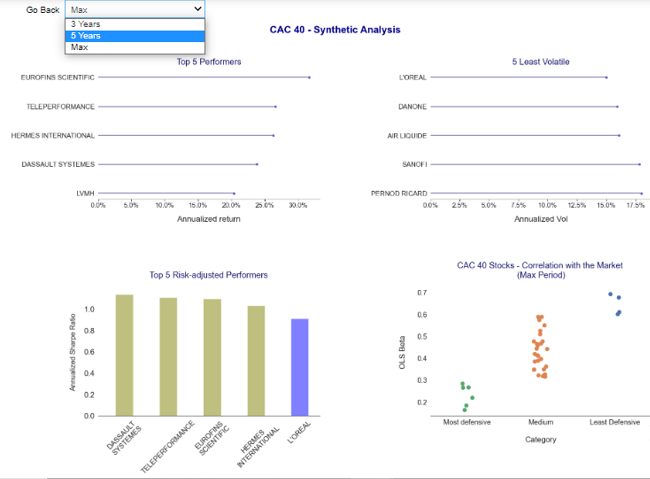 Go Back
Max
3 Years
5 Years
Max
CAC 40 - Synthetic Analysis
Top 5 Performers
EUROFINS SCIENTIFIC
TELEPERFORMANCE
HERMES INTERNATIONAL
DASSAULT SYSTEMES
LVMH
0.0% 5.0% 10.0% 15.0% 20.0% 25.0% 30.0%
Annualized return
5 Least Volatile
L'OREAL
DANONE
AIR LIQUIDE
SANOFI
PERNOD RICARD
0.0% 2.5% 5.0% 7.5% 10.0% 12.5% 15.0% 17.5%
Annualized Vol
Top 5 Risk-adjusted Performers
Annualized Sharpe Ratio
1.0
0.8
0.6
0.4
0.2
0.0
DASSAULT
SYSTEMES
TELEPERFORMANCE
EUROFINS
SCIENTIFIC
HERMES
INTERNATIONAL
L'OREAL
CAC 40 Stocks - Correlation with the Market
(Max Period)
OLS Beta
0.7
0.6
0.5
0.4
0.3
0.2
Most defensive
Medium
Least Defensive
Category